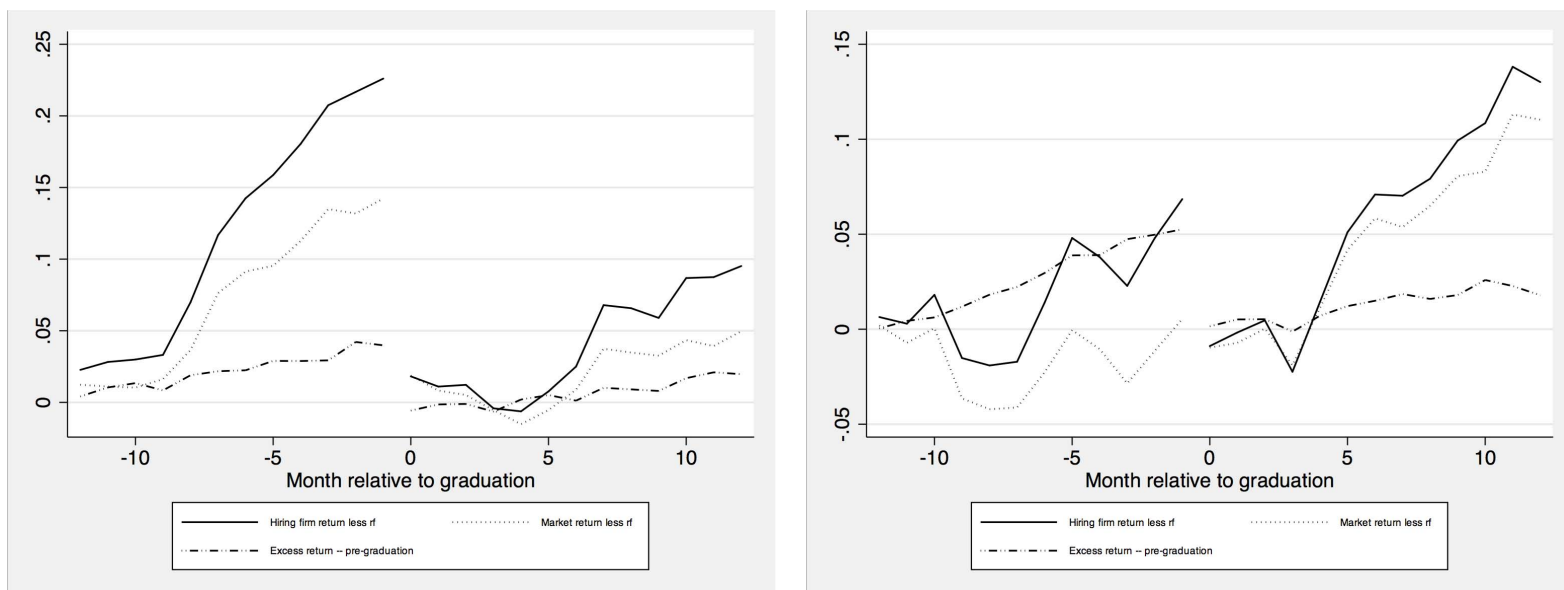 .25
.2
.15
.1
.05
0
-10 -5 0 5 10
Month relative to graduation
Hiring firm return less rf Market return less rf
Excess return -- pre-graduation
.15
.1
.05
0
-.05
-10 -5 0 5 10
Month relative to graduation
Hiring firm return less rf Market return less rf
Excess return -- pre-graduation